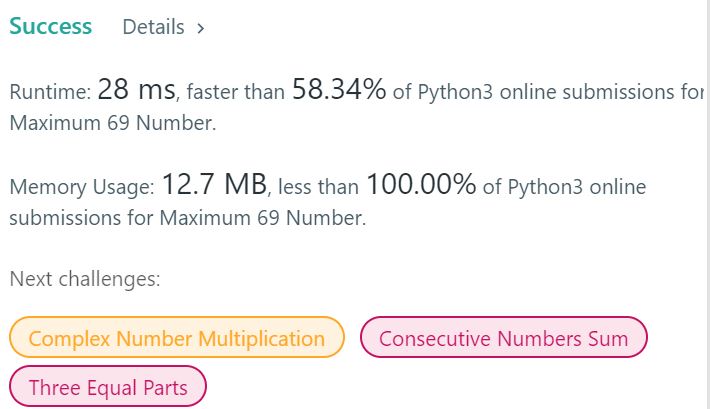 Success Details >
Runtime: 28 ms, faster than 58.34% of Python3 online submissions for
Maximum 69 Number.
Memory Usage: 12.7 MB, less than 100.00% of Python3 online
submissions for Maximum 69 Number.
Next challenges:
Complex Number Multiplication Consecutive Numbers Sum
Three Equal Parts